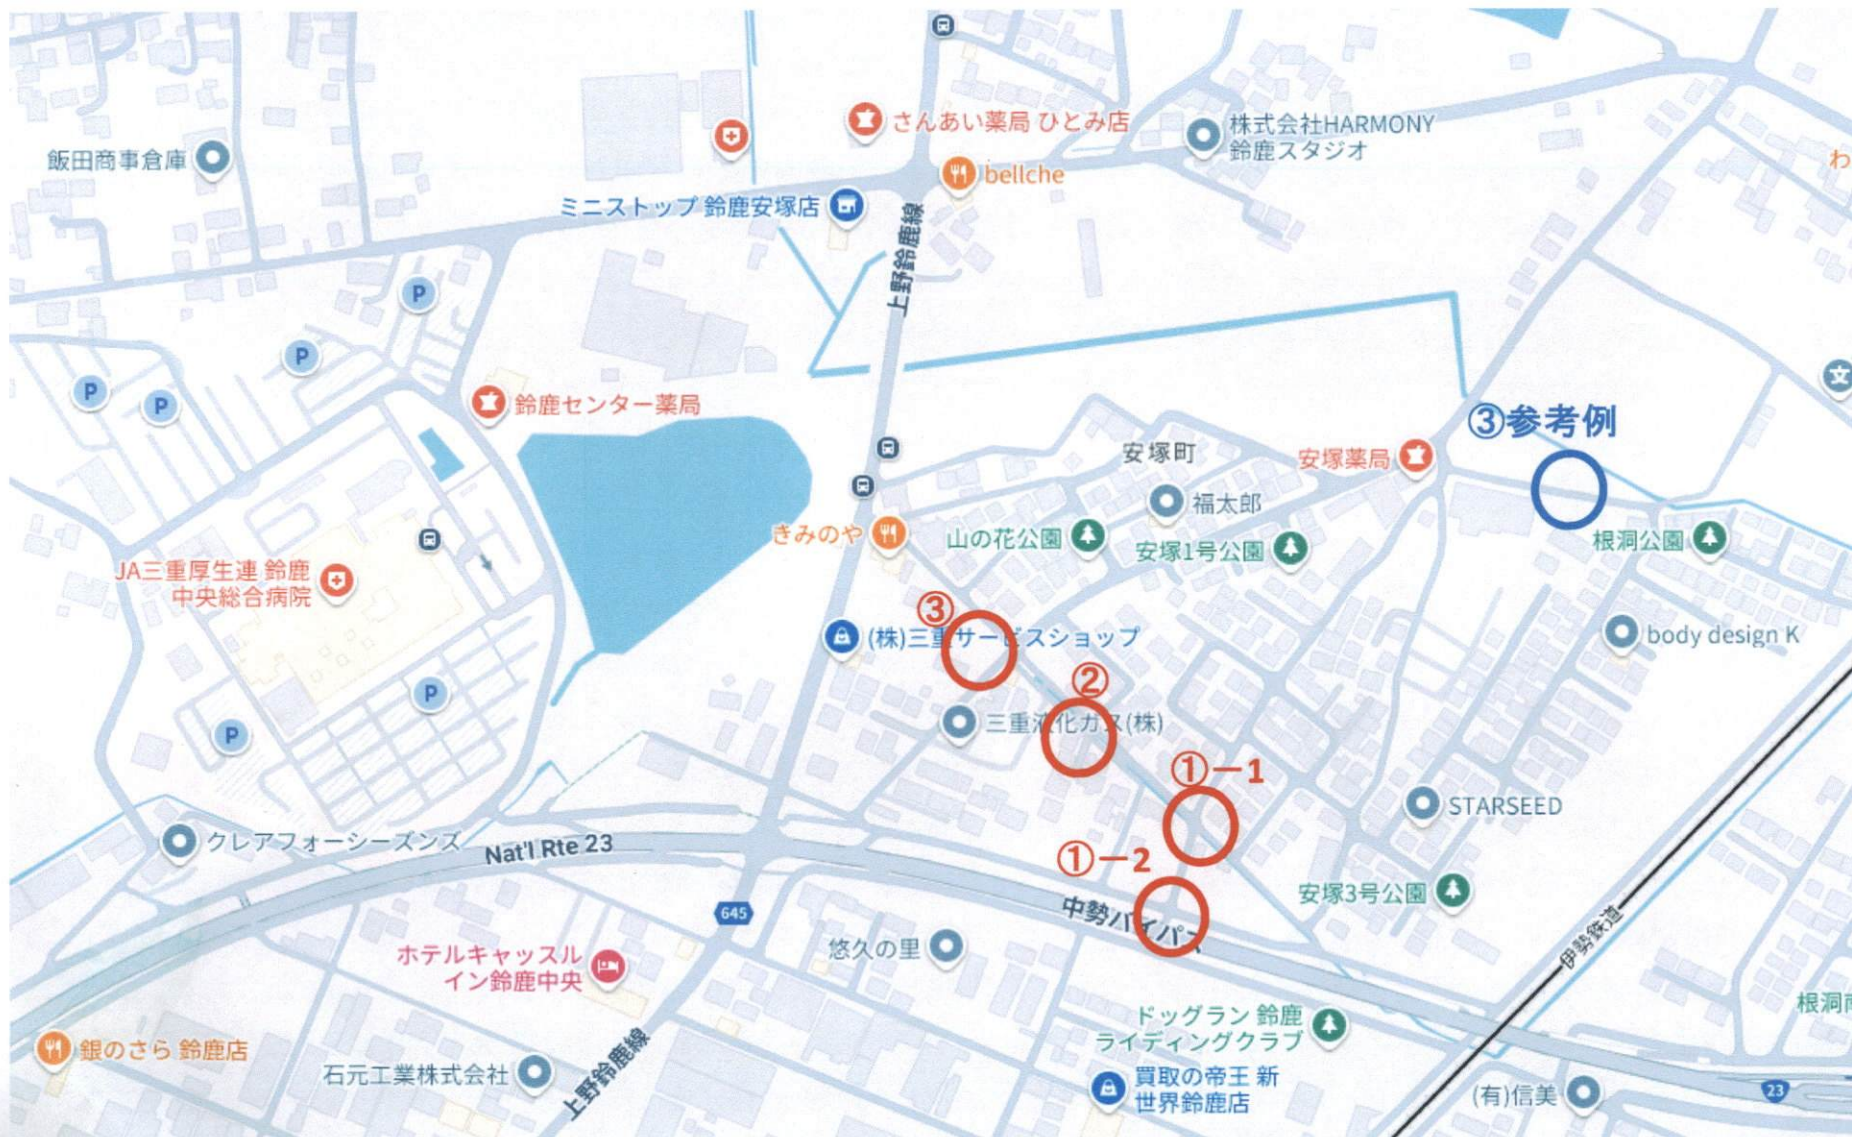 さんあい薬局 ひとみ店
株式会社HARMONY
鈴鹿スタジオ
飯田商事倉庫
bellche
わ
ミニストップ 鈴鹿安塚店
上野鈴鹿線
P
P
P
P
文
鈴鹿センター薬局
③参考例
安塚町
安塚薬局
福太郎
きみのや
山の花公園
安塚1号公園
根洞公園
JA三重厚生連 鈴鹿
中央総合病院
③
(株)三重サービスショップ
body design K
②
P
P
三重液化ガス(株)
①-1
STARSEED
クレアフォーシーズンズ
Nat'l Rte 23
①-2
安塚3号公園
645
中勢バイパス
悠久の里
伊勢鉄道
ホテルキャッスル
イン鈴鹿中央
ドッグラン 鈴鹿
ライディングクラブ
根洞南
銀のさら 鈴鹿店
石元工業株式会社
上野鈴鹿線
買取の帝王 新
世界鈴鹿店
(有)信美
23